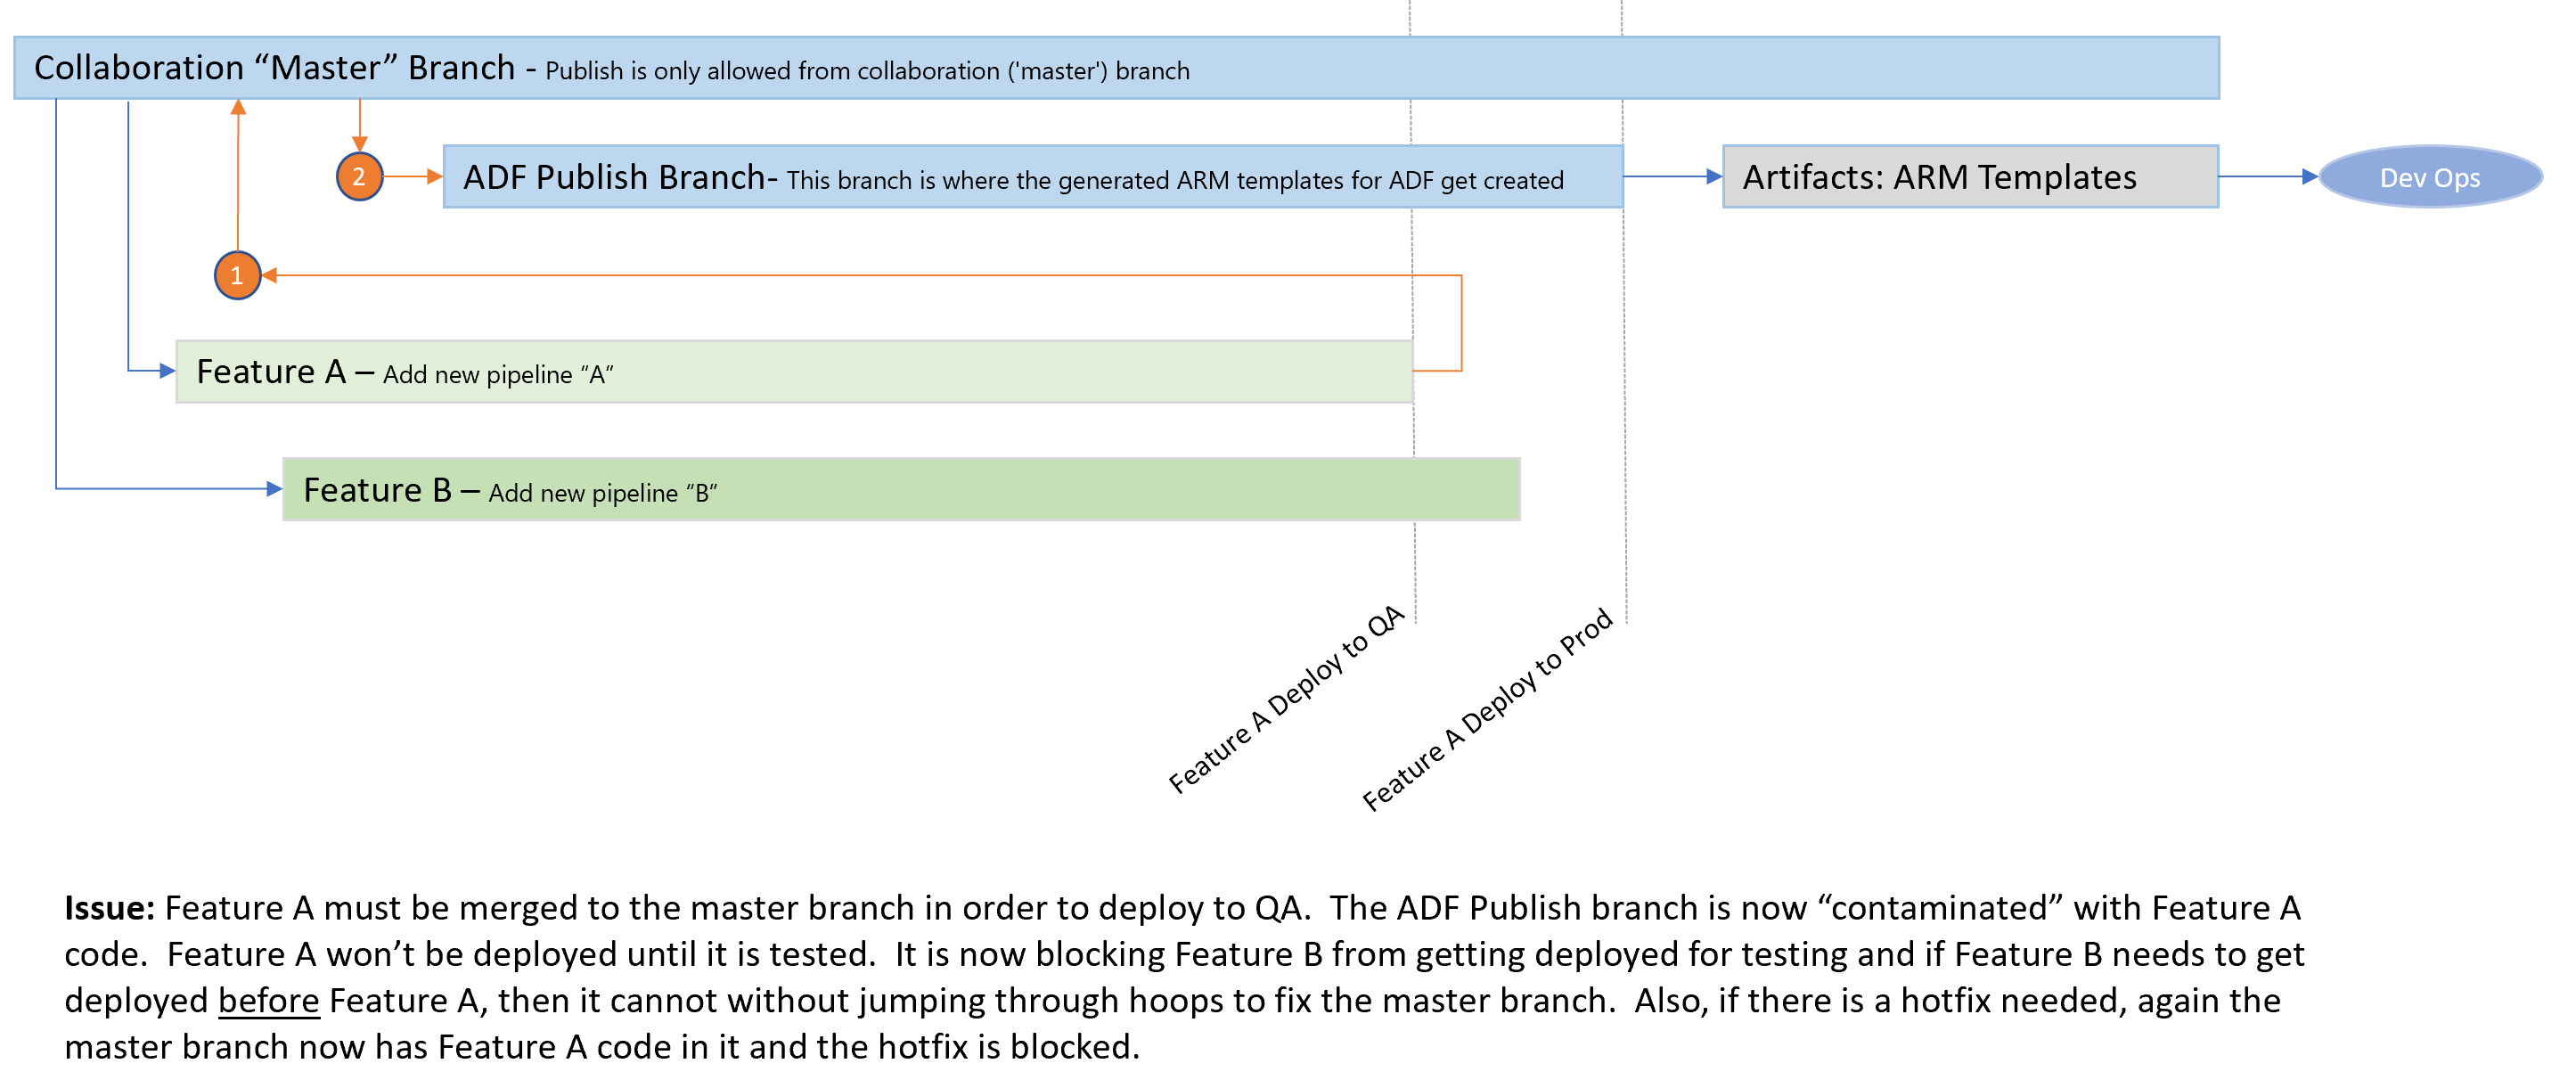 Collaboration “Master” Branch - Publish is only allowed from collaboration ('master') branch
2
ADF Publish Branch- This branch is where the generated ARM templates for ADF get created
Artifacts: ARM Templates
Dev Ops
1
Feature A – Add new pipeline “A”
Feature B – Add new pipeline “B”
Feature A Deploy to QA
Feature A Deploy to Prod
Issue: Feature A must be merged to the master branch in order to deploy to QA.  The ADF Publish branch is now “contaminated” with Feature A
code.  Feature A won’t be deployed until it is tested.  It is now blocking Feature B from getting deployed for testing and if Feature B needs to get
deployed before Feature A, then it cannot without jumping through hoops to fix the master branch.  Also, if there is a hotfix needed, again the
master branch now has Feature A code in it and the hotfix is blocked.